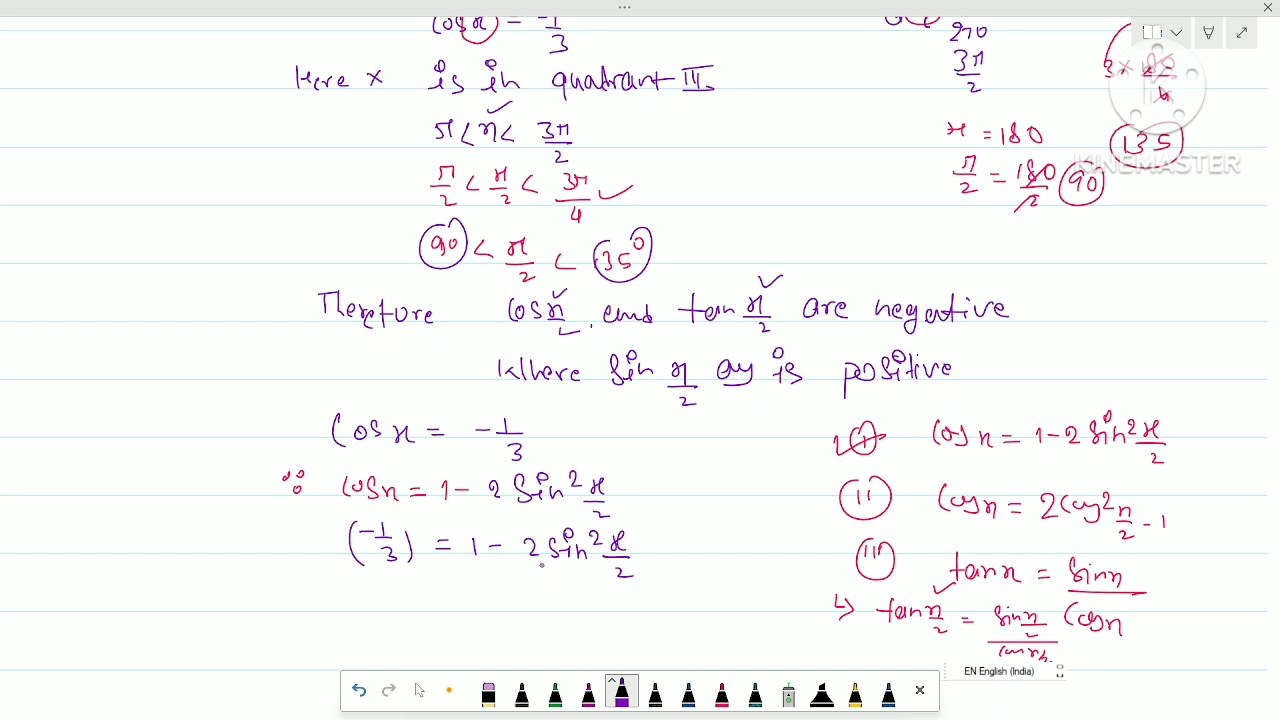 cos x = -1/3
Here x is in quadrant III
π < x < 3π/2
π/2 < x/2 < 3π/4
90° < x/2 < 135°
Therefore cos x/2 and tan x/2 are negative
Where sin x/2 is positive
cos x = -1/3
∵ cos x = 1 - 2 sin² x/2
(-1/3) = 1 - 2 sin² x/2
270
3π/2
π = 180
π/2 = 180/2 90
135
KINEMASTER
(i) cos x = 1 - 2 sin² x/2
(ii) cos x = 2 cos² x/2 - 1
(iii) tan x = sin x / cos x
↳ tan x/2 = sin x/2 / cos x/2
EN English (India)